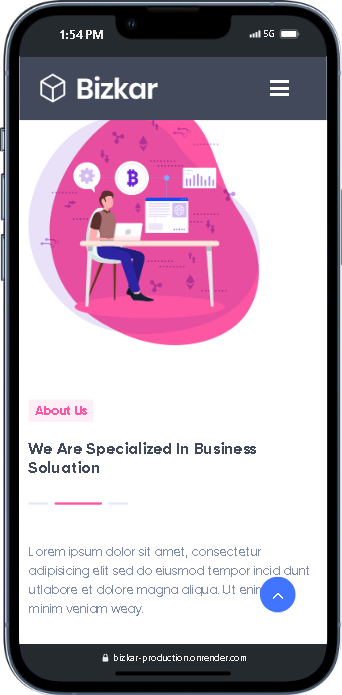 1:54 PM
5G
Bizkar
About Us
We Are Specialized In Business
Soluation
Lorem ipsum dolor sit amet, consectetur
adipisicing elit sed do eiusmod tempor incid dunt
utlabore et dolore magna aliqua. Ut enim
minim veniam weay.
bizkar-production.onrender.com